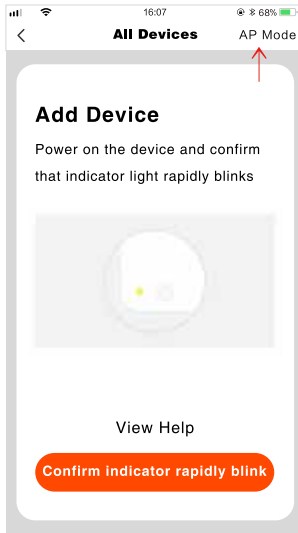 16:07
68%
All Devices
AP Mode
Add Device
Power on the device and confirm
that indicator light rapidly blinks
View Help
Confirm indicator rapidly blink